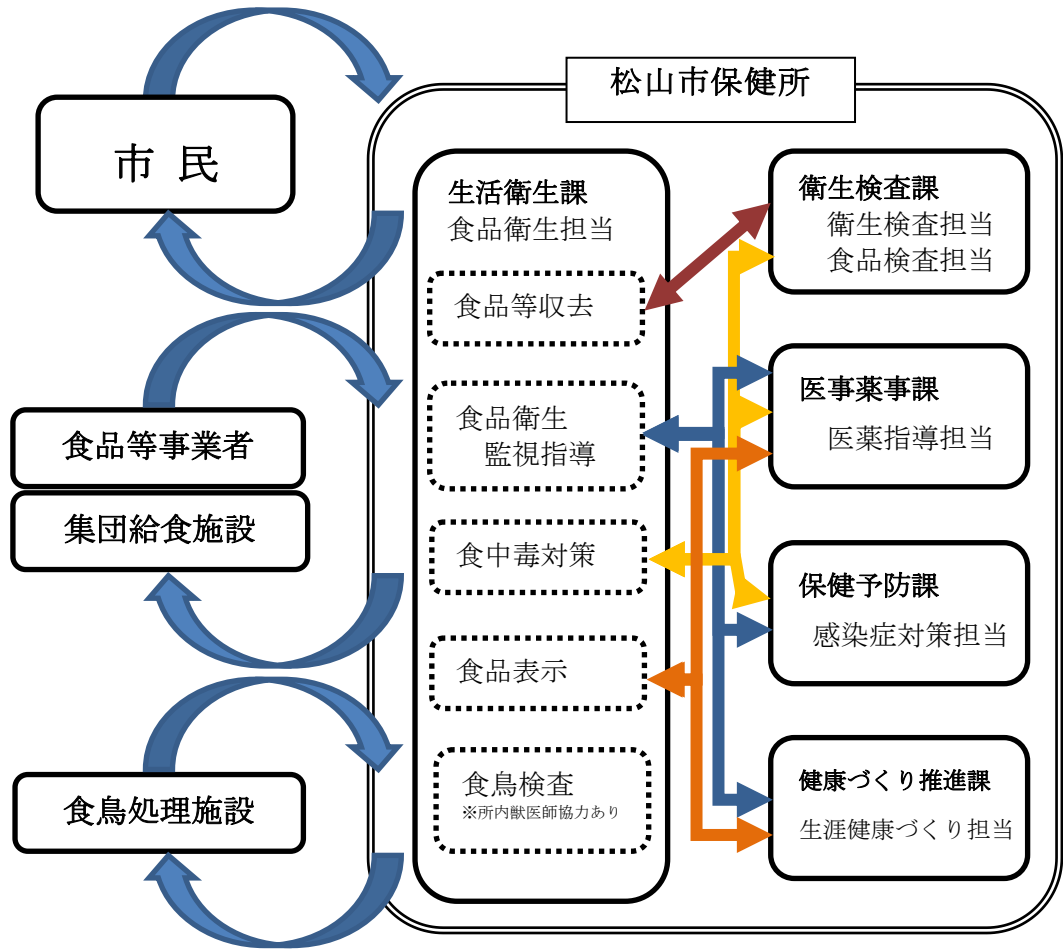 松山市保健所
市 民
食品等事業者
集団給食施設
食鳥処理施設
生活衛生課
食品衛生担当
食品等収去
食品衛生
監視指導
食中毒対策
食品表示
食鳥検査
※所内獣医師協力あり
衛生検査課
衛生検査担当
食品検査担当
医事薬事課
医薬指導担当
保健予防課
感染症対策担当
健康づくり推進課
生涯健康づくり担当